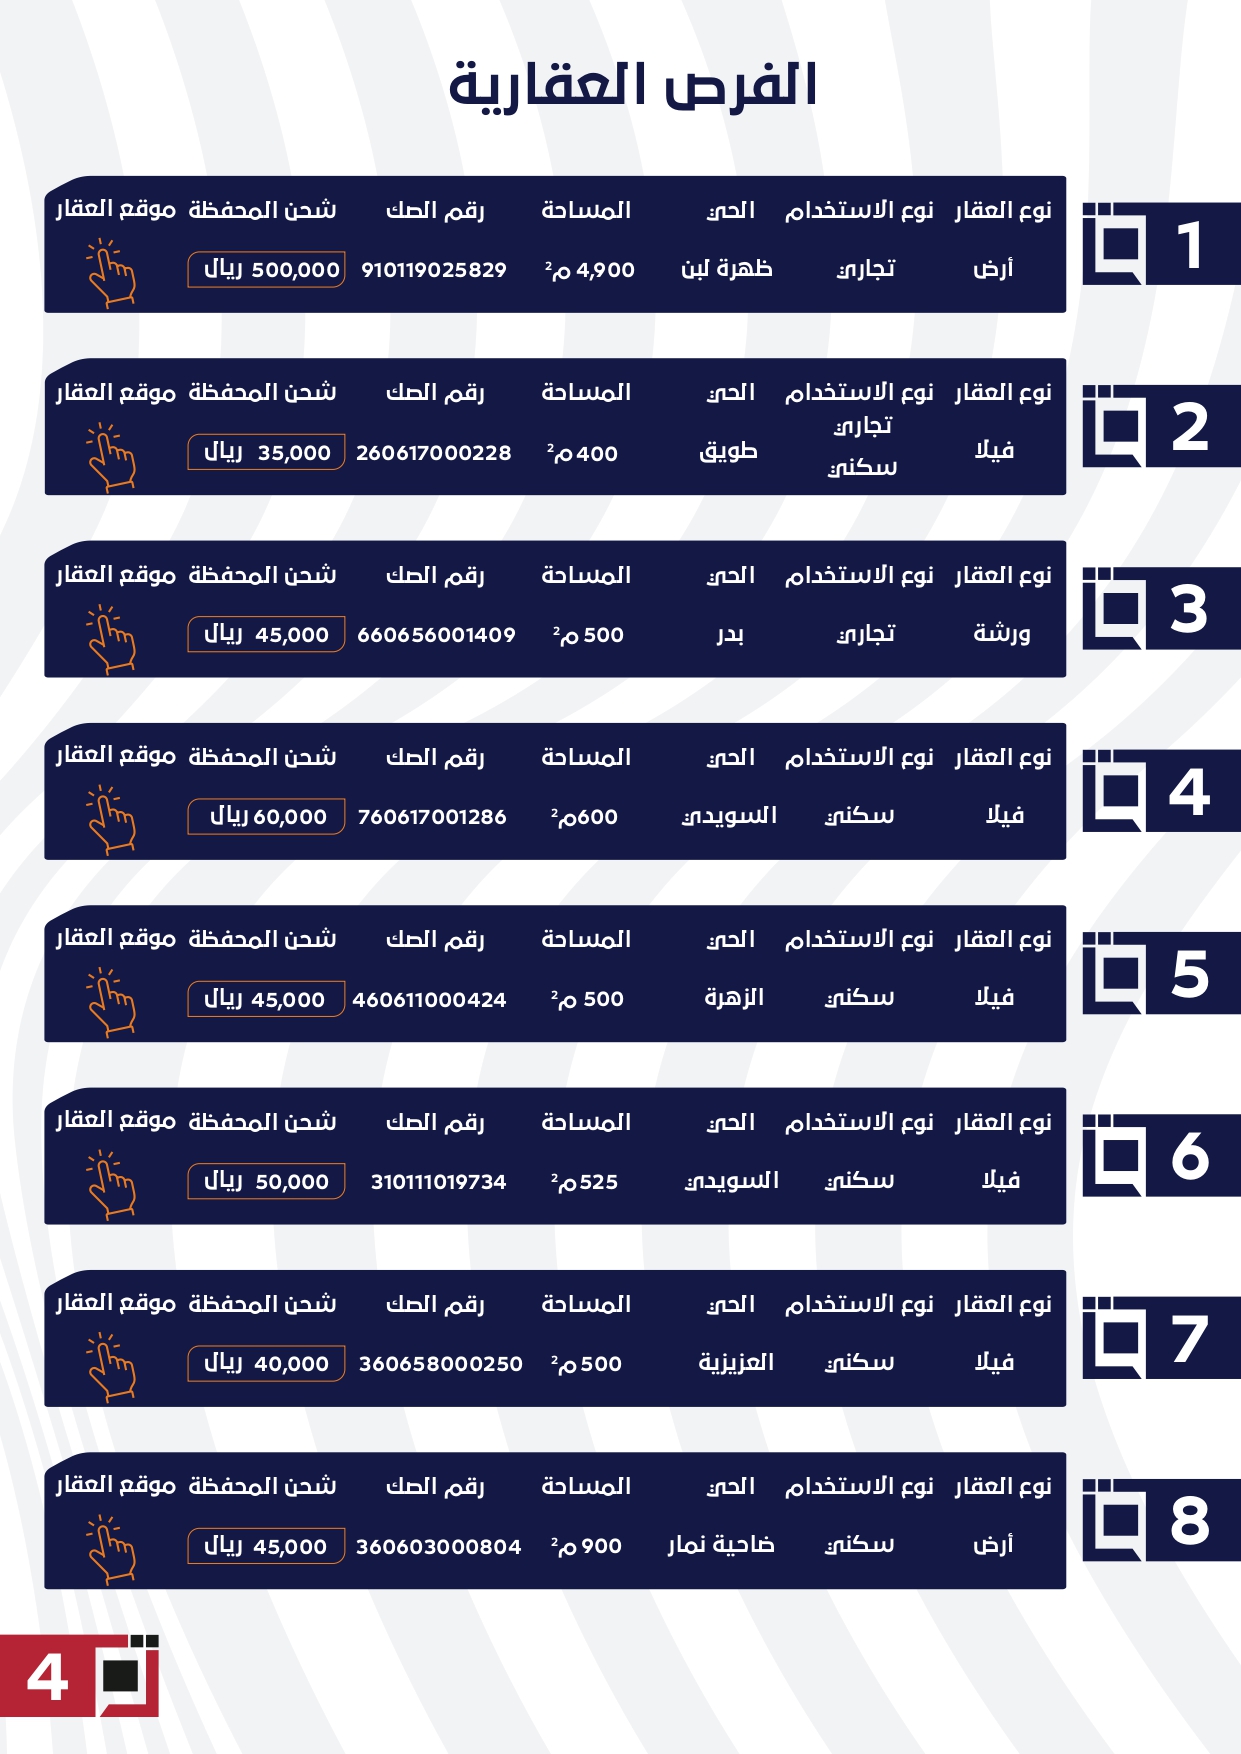 الفرص العقارية
1
نوع العقار نوع الاستخدام الحي المساحة رقم الصك شحن المحفظة موقع العقار
أرض تجاري ظهرة لبن 4,900 م² 910119025829 500,000 ريال
2
نوع العقار نوع الاستخدام الحي المساحة رقم الصك شحن المحفظة موقع العقار
تجاري
فيلا طويق 400 م² 260617000228 35,000 ريال
سكني
3
نوع العقار نوع الاستخدام الحي المساحة رقم الصك شحن المحفظة موقع العقار
ورشة تجاري بدر 500 م² 660656001409 45,000 ريال
4
نوع العقار نوع الاستخدام الحي المساحة رقم الصك شحن المحفظة موقع العقار
فيلا سكني السويدي 600م² 760617001286 60,000 ريال
5
نوع العقار نوع الاستخدام الحي المساحة رقم الصك شحن المحفظة موقع العقار
فيلا سكني الزهرة 500 م² 460611000424 45,000 ريال
6
نوع العقار نوع الاستخدام الحي المساحة رقم الصك شحن المحفظة موقع العقار
فيلا سكني السويدي 525م² 310111019734 50,000 ريال
7
نوع العقار نوع الاستخدام الحي المساحة رقم الصك شحن المحفظة موقع العقار
فيلا سكني العزيزية 500 م² 360658000250 40,000 ريال
8
نوع العقار نوع الاستخدام الحي المساحة رقم الصك شحن المحفظة موقع العقار
أرض سكني ضاحية نمار 900 م² 360603000804 45,000 ريال
4